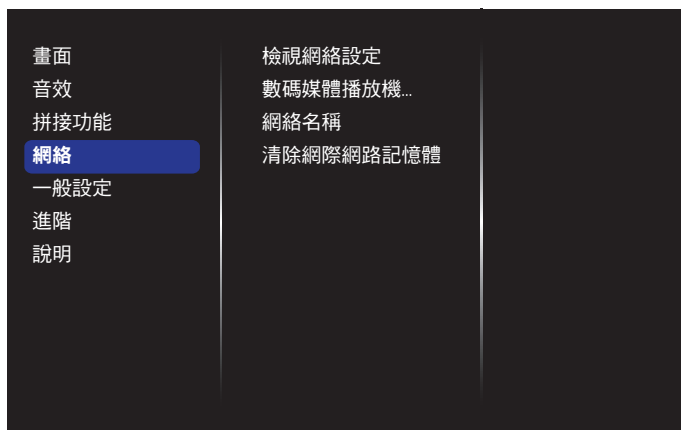 畫面
音效
拼接功能
網絡
一般設定
進階
說明
檢視網絡設定
數碼媒體播放機...
網絡名稱
清除網際網路記憶體